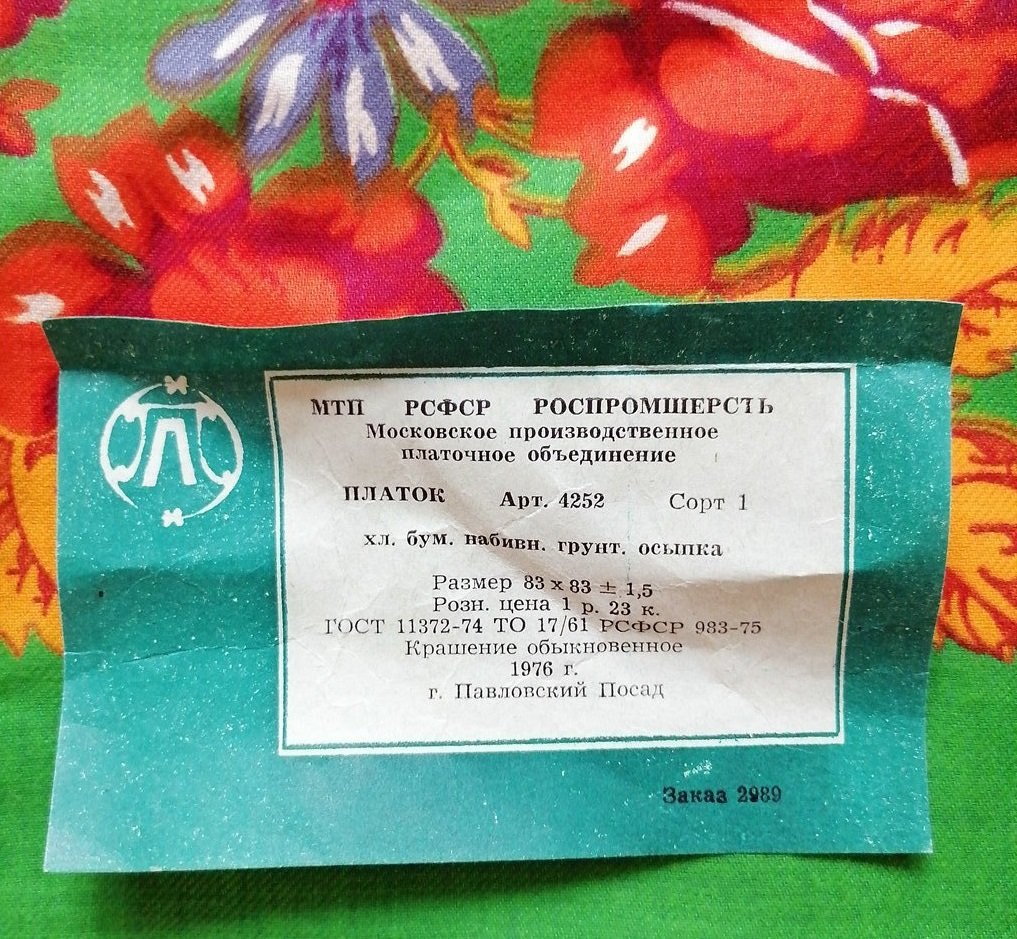 МТП РСФСР РОСПРОМШЕРСТЬ
Московское производственное
платочное объединение
ПЛАТОК Арт. 4252 Сорт 1
хл. бум. набивн. грунт. осыпка
Размер 83 х 83 ± 1,5
Розн. цена 1 р. 23 к.
ГОСТ 11372-74 ТО 17/61 РСФСР 983-75
Крашение обыкновенное
1976 г.
г. Павловский Посад
Заказ 2989